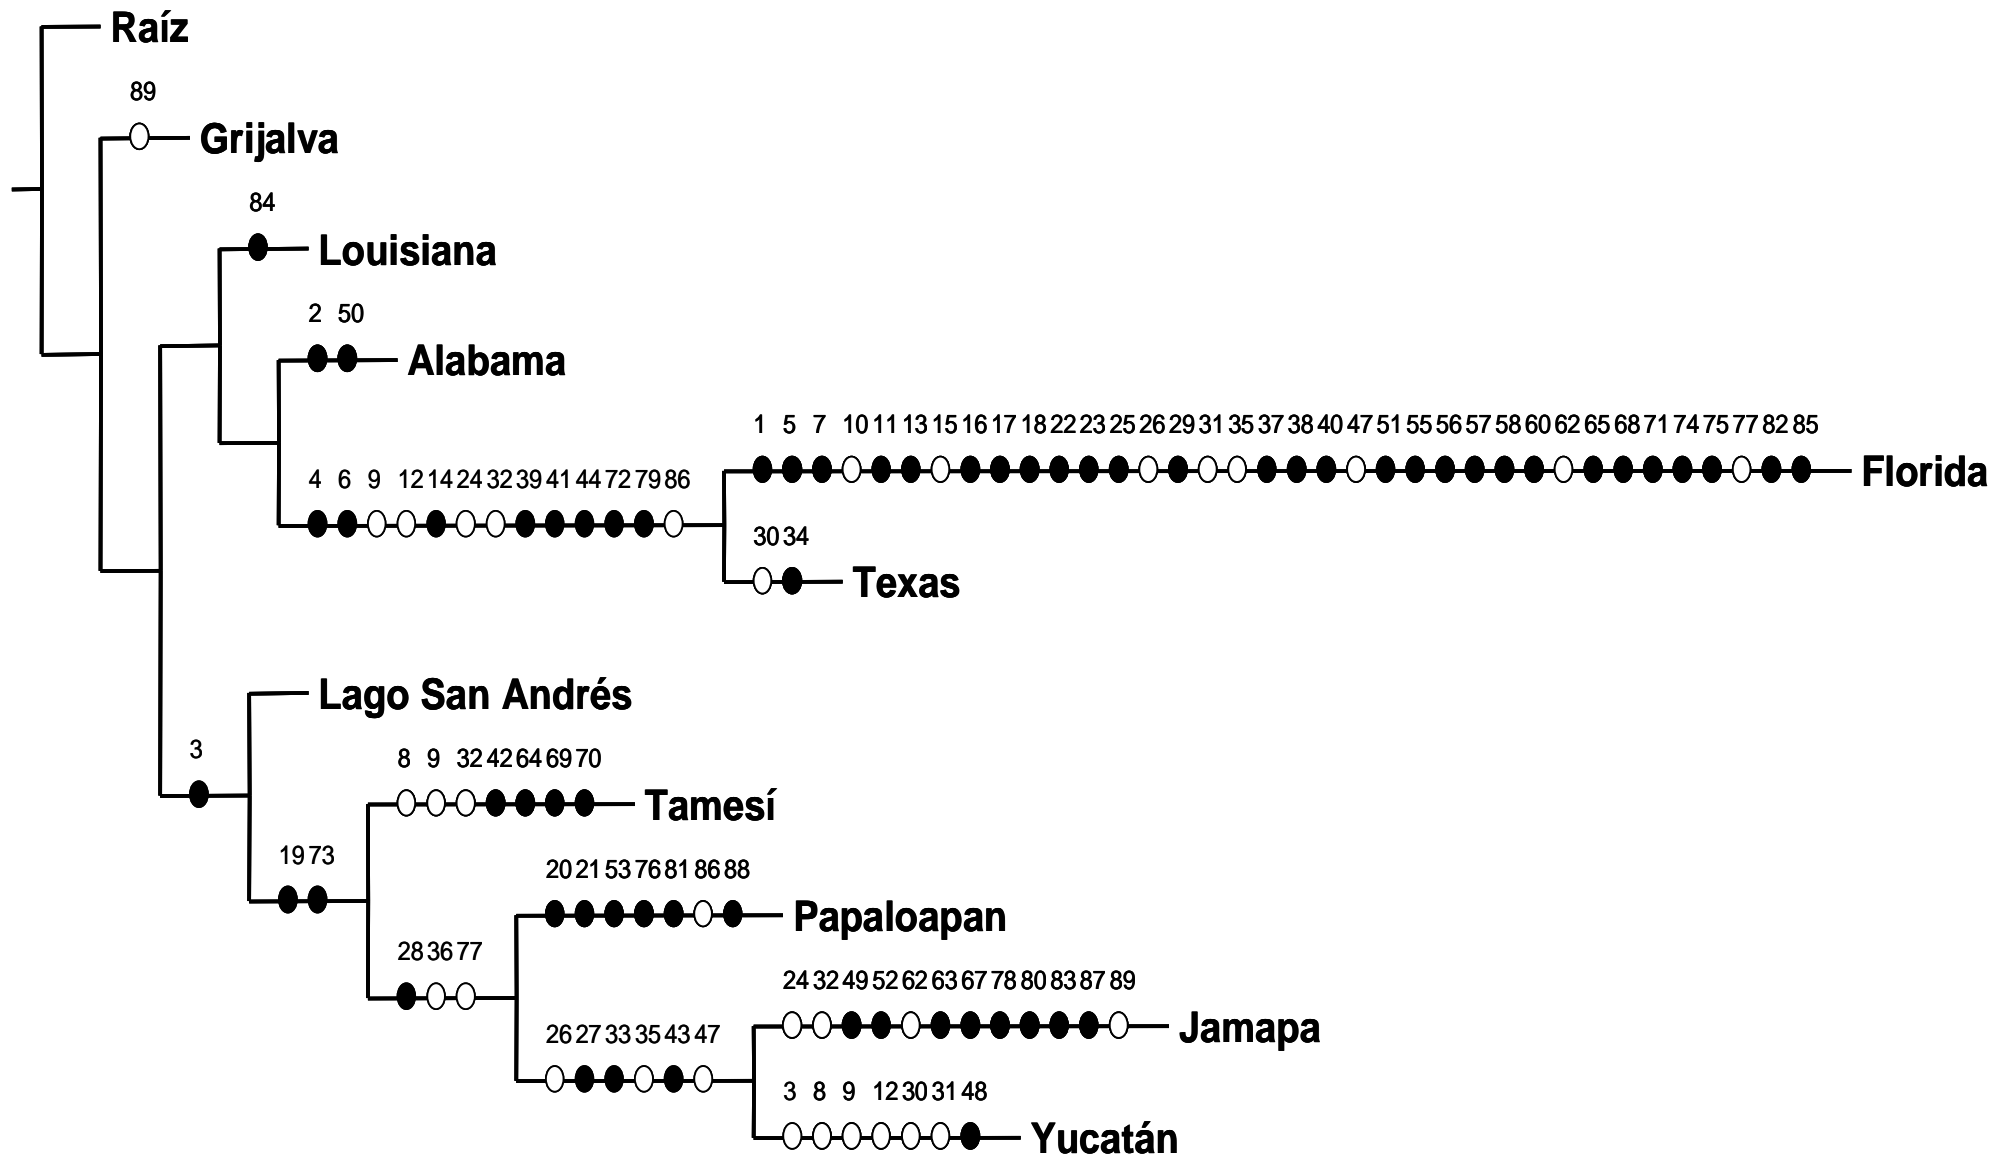 Raíz
89
Grijalva
84
Louisiana
2 50
Alabama
1 5 7 10 11 13 15 16 17 18 22 23 25 26 29 31 35 37 38 40 47 51 55 56 57 58 60 62 65 68 71 74 75 77 82 85
Florida
4 6 9 12 14 24 32 39 41 44 72 79 86
30 34
Texas
Lago San Andrés
3
8 9 32 42 64 69 70
Tamesí
19 73
20 21 53 76 81 86 88
Papaloapan
28 36 77
24 32 49 52 62 63 67 78 80 83 87 89
Jamapa
26 27 33 35 43 47
3 8 9 12 30 31 48
Yucatán